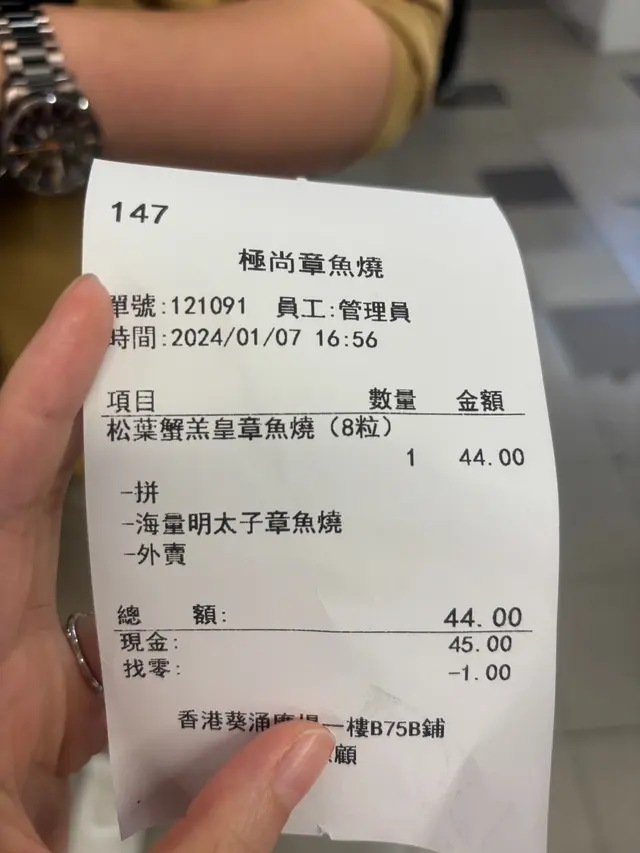 147
極尚章魚燒
單號:121091 員工:管理員
時間:2024/01/07 16:56
項目 數量 金額
松葉蟹羔皇章魚燒(8粒)
1 44.00
-拼
-海量明太子章魚燒
-外賣
總 額: 44.00
現金: 45.00
找零: -1.00
香港葵涌一樓B75B鋪
顧